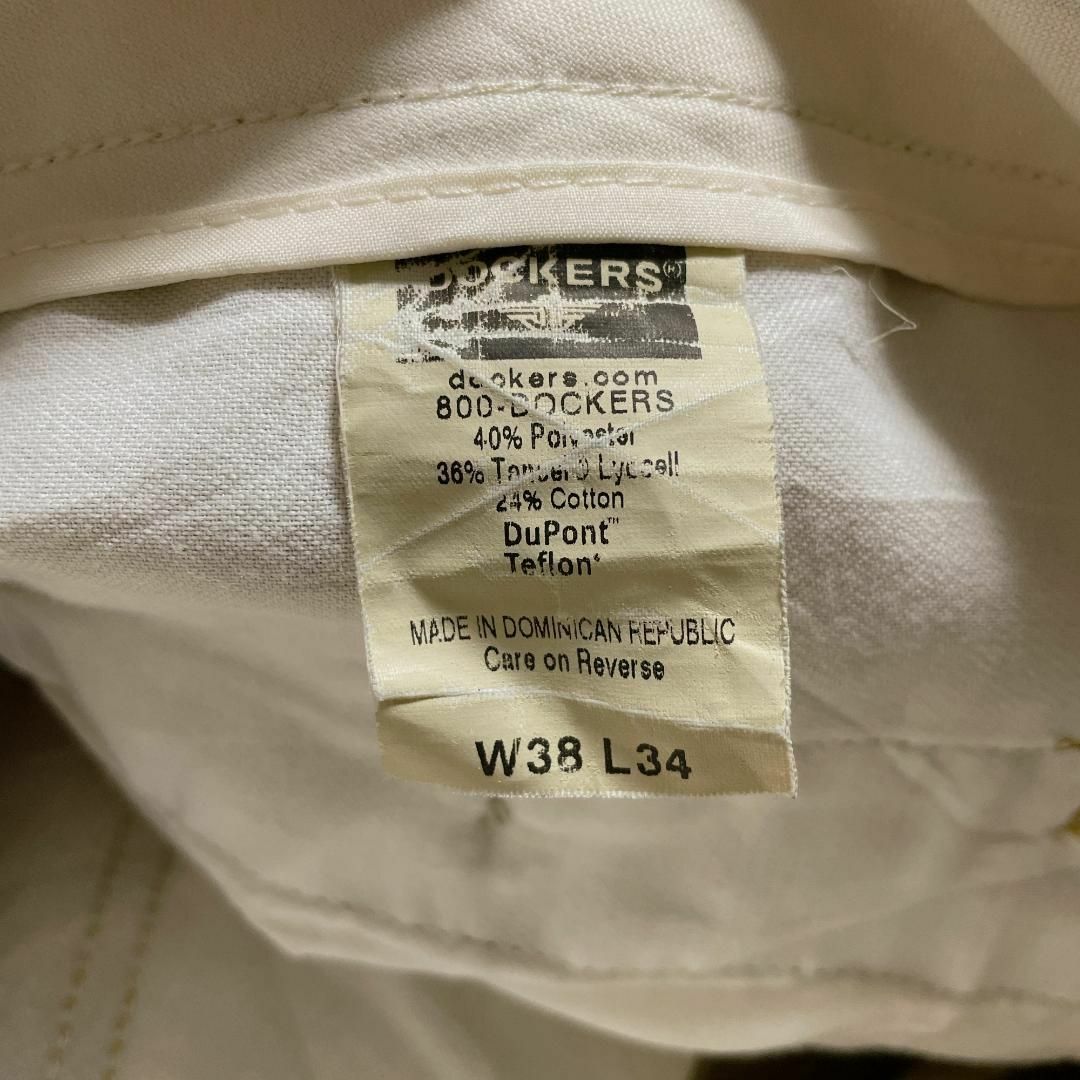 DOCKERS®
dockers.com
800-DOCKERS
40% Polyester
36% Tencel® Lyocell
24% Cotton
DuPont™
Teflon®
MADE IN DOMINICAN REPUBLIC
Care on Reverse
W38 L34